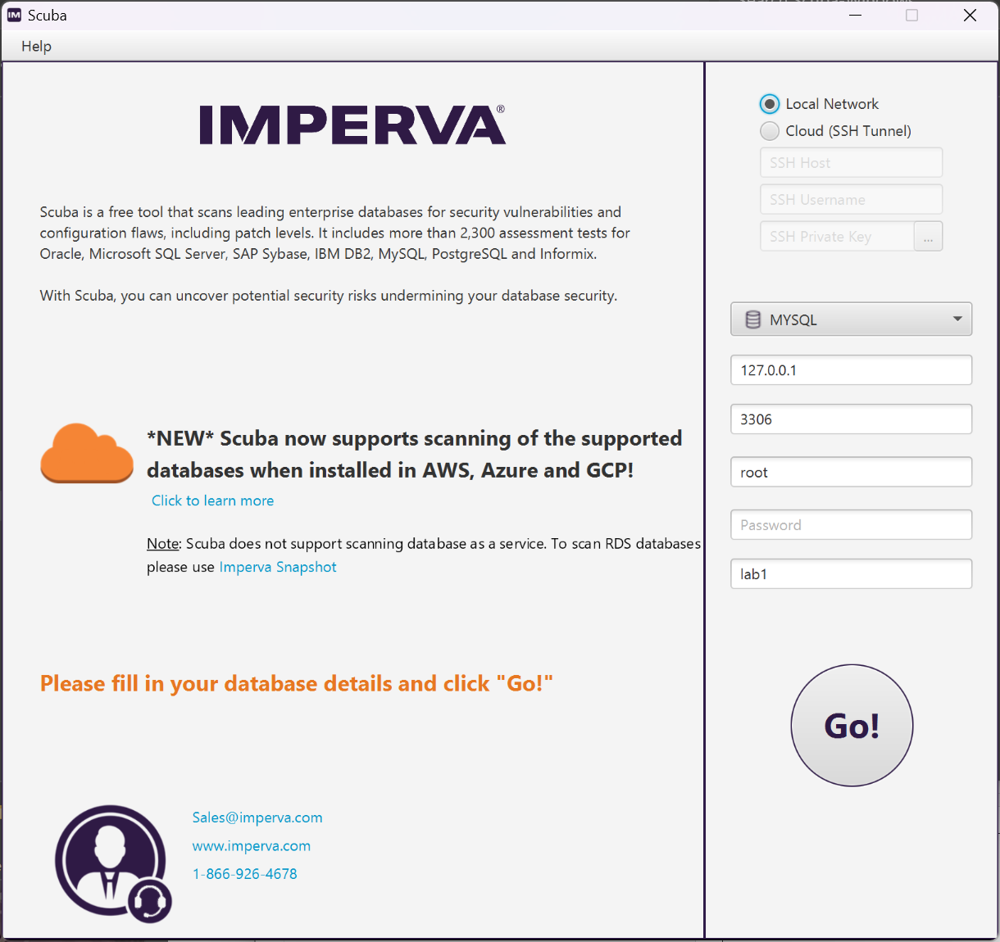 IM Scuba
Help
IMPERVA®
Scuba is a free tool that scans leading enterprise databases for security vulnerabilities and
configuration flaws, including patch levels. It includes more than 2,300 assessment tests for
Oracle, Microsoft SQL Server, SAP Sybase, IBM DB2, MySQL, PostgreSQL and Informix.
With Scuba, you can uncover potential security risks undermining your database security.
*NEW* Scuba now supports scanning of the supported
databases when installed in AWS, Azure and GCP!
Click to learn more
Note: Scuba does not support scanning database as a service. To scan RDS databases
please use Imperva Snapshot
Please fill in your database details and click "Go!"
Sales@imperva.com
www.imperva.com
1-866-926-4678
Local Network
Cloud (SSH Tunnel)
SSH Host
SSH Username
SSH Private Key
...
MYSQL
127.0.0.1
3306
root
Password
lab1
Go!